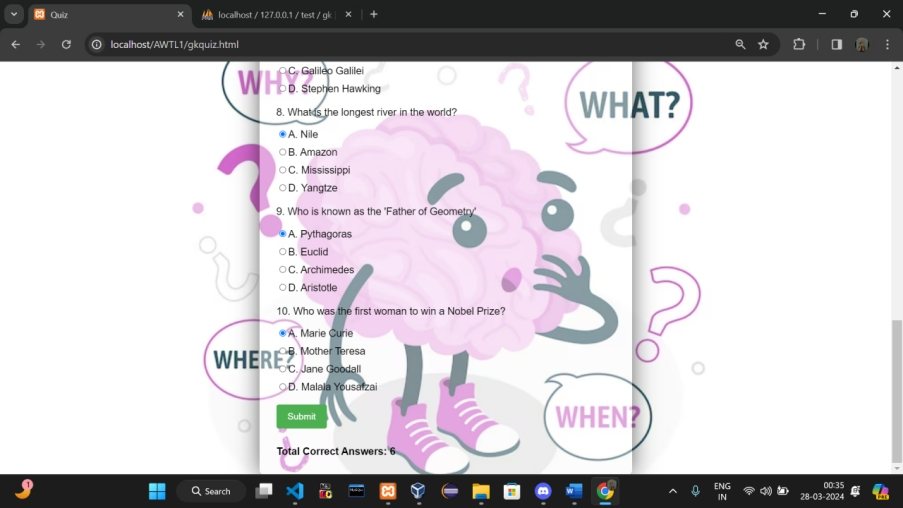 Quiz
localhost / 127.0.0.1 / test / gk
localhost/AWTL1/gkquiz.html
WHY?
C. Galileo Galilei
D. Stephen Hawking
WHAT?
8. What is the longest river in the world?
A. Nile
B. Amazon
C. Mississippi
D. Yangtze
9. Who is known as the 'Father of Geometry'
A. Pythagoras
B. Euclid
C. Archimedes
D. Aristotle
10. Who was the first woman to win a Nobel Prize?
A. Marie Curie
WHERE?
B. Mother Teresa
C. Jane Goodall
D. Malala Yousafzai
Submit
WHEN?
Total Correct Answers: 6
1
Search
ENG
IN
00:35
28-03-2024